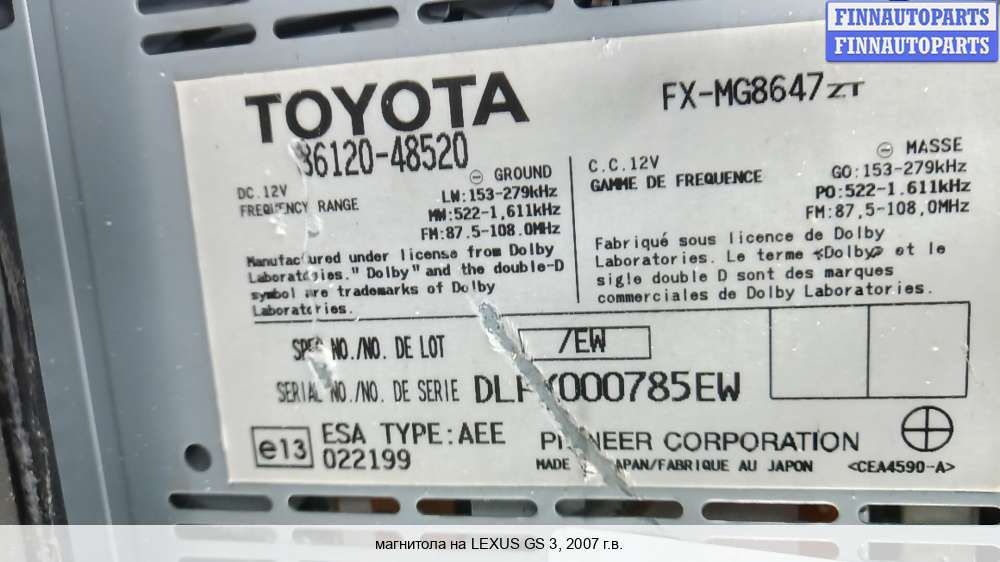 FINNAUTOPARTS
FINNAUTOPARTS
TOYOTA
86120-48520
FX-MG8647ZT
DC.12V ⊖ GROUND
FREQUENCY RANGE LW:153-279kHz
MW:522-1,611kHz
FM:87.5-108.0MHz
Manufactured under license from Dolby
Laboratories. "Dolby" and the double-D
symbol are trademarks of Dolby
Laboratories.
C.C.12V ⊖ MASSE
GAMME DE FREQUENCE GO:153-279kHz
PO:522-1.611kHz
FM:87,5-108,0MHz
Fabriqué sous licence de Dolby
Laboratories. Le terme «Dolby» et le
sigle double D sont des marques
commerciales de Dolby Laboratories.
SPEC NO./NO. DE LOT /EW
SERIAL NO./NO. DE SERIE 000785EW
e13 ESA TYPE:AEE
022199
PIONEER CORPORATION
MADE IN JAPAN/FABRIQUE AU JAPON <CEA4590-A>
магнитола на LEXUS GS 3, 2007 г.в.